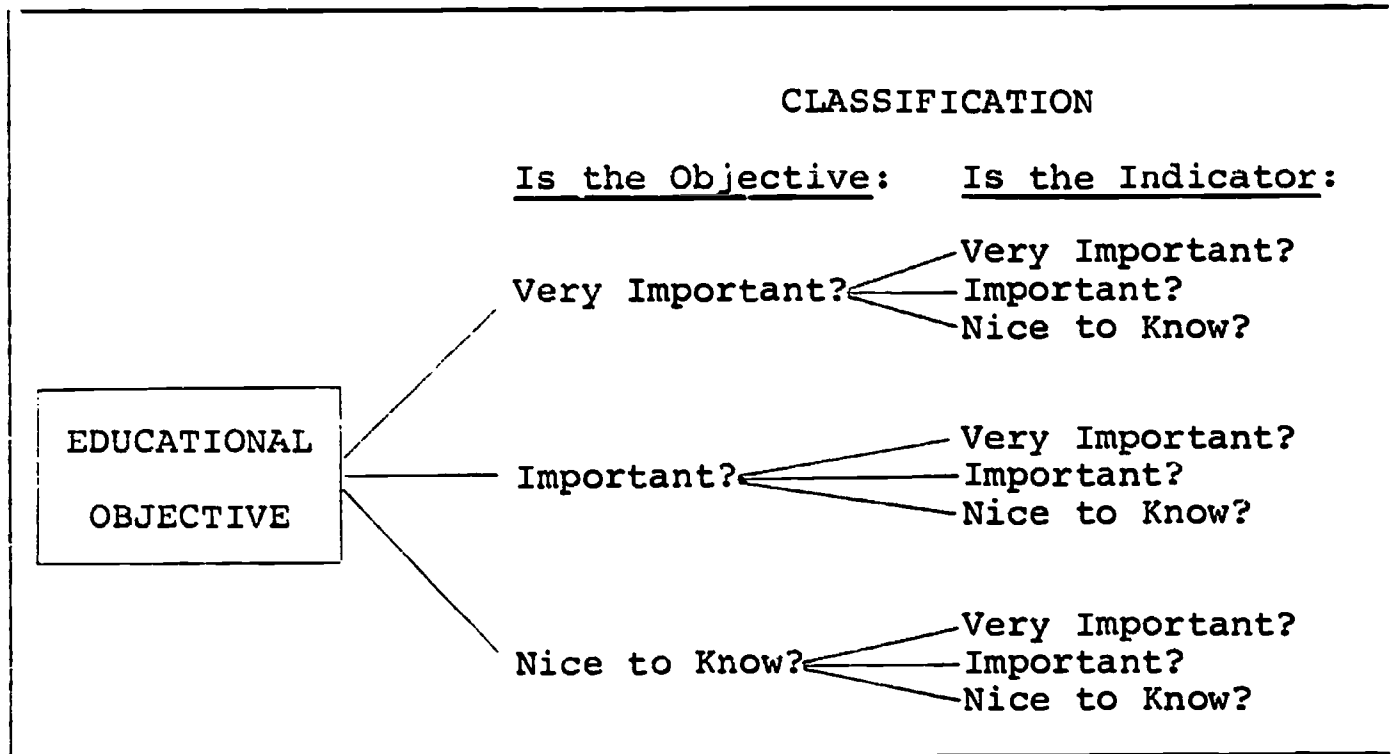 CLASSIFICATION
Is the Objective: Is the Indicator:
Very Important?
Very Important? Important?
Nice to Know?
EDUCATIONAL
OBJECTIVE
Very Important?
Important? Important?
Nice to Know?
Very Important?
Nice to Know? Important?
Nice to Know?